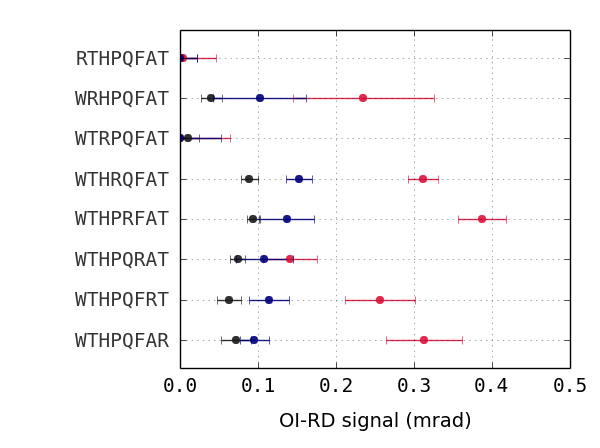 RTHPQFAT
WRHPQFAT
WTRPQFAT
WTHRQFAT
WTHPRFAT
WTHPQRAT
WTHPQFRT
WTHPQFAR
0.0 0.1 0.2 0.3 0.4 0.5
OI-RD signal (mrad)